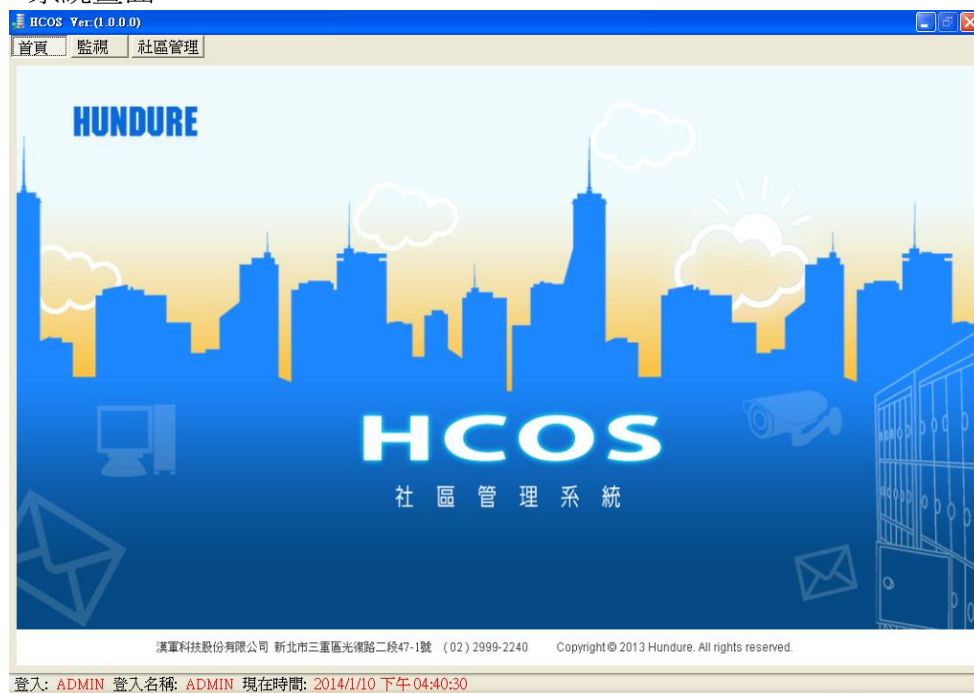 系統畫面
HCOS Ver:(1.0.0.0)
首頁 監視 社區管理
HUNDURE
HCOS
社區管理系統
漢軍科技股份有限公司 新北市三重區光復路二段47-1號 (02) 2999-2240 Copyright © 2013 Hundure. All rights reserved.
登入: ADMIN 登入名稱: ADMIN 現在時間: 2014/1/10 下午 04:40:30